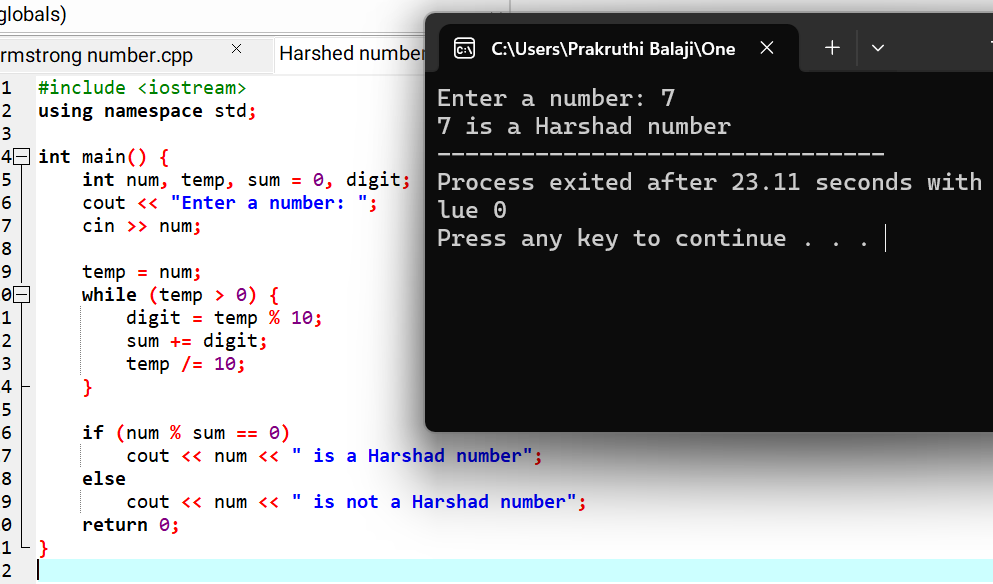 globals)
rmstrong number.cpp
Harshed number
1 #include <iostream>
2 using namespace std;
3
4 int main() {
5 int num, temp, sum = 0, digit;
6 cout << "Enter a number: ";
7 cin >> num;
8
9 temp = num;
0 while (temp > 0) {
1 digit = temp % 10;
2 sum += digit;
3 temp /= 10;
4 }
5
6 if (num % sum == 0)
7 cout << num << " is a Harshad number";
8 else
9 cout << num << " is not a Harshad number";
0 return 0;
1 }
2
C:\Users\Prakruthi Balaji\One
Enter a number: 7
7 is a Harshad number
--------------------------------
Process exited after 23.11 seconds with
lue 0
Press any key to continue . . .